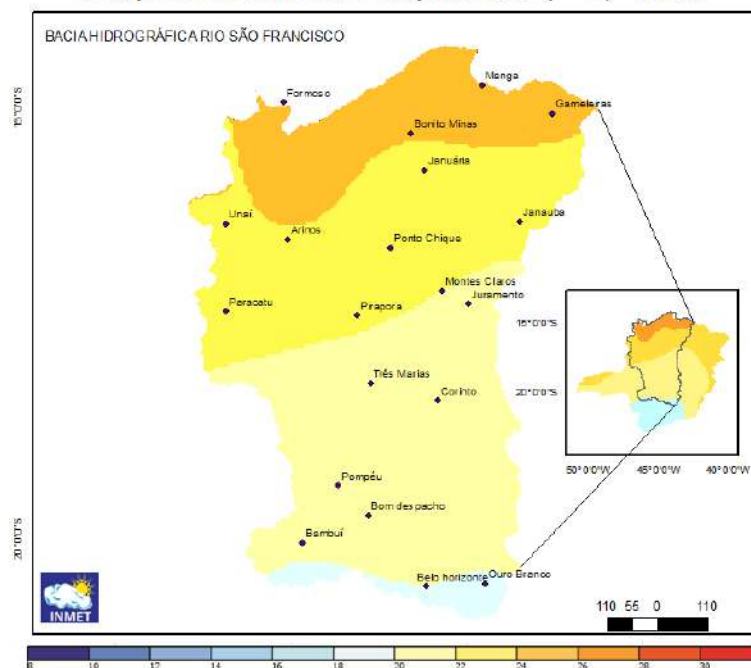 BACIA HIDROGRÁFICA RIO SÃO FRANCISCO
15°0'0"S
Formoso
Manga
Gameleiras
Bonito Minas
Januária
Unaí
Arinos
Janauba
Ponto Chique
Montes Claros
Juramento
Paracatu
Pirapora
15°0'0"S
Três Marias
Corinto
20°0'0"S
50°0'0"W 45°0'0"W 40°0'0"W
Pompéu
Bom despacho
20°0'0"S
Bambuí
Belo horizonte
Ouro Branco
INMET
110 55 0 110
8 10 12 14 16 18 20 22 24 26 28 30